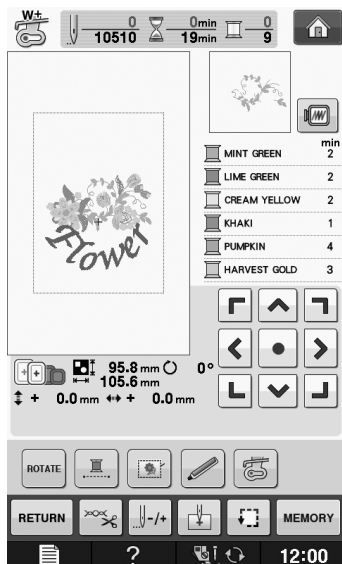 W+
0 0min 0
10510 19min 9
min
MINT GREEN 2
LIME GREEN 2
CREAM YELLOW 2
KHAKI 1
PUMPKIN 4
HARVEST GOLD 3
Flower
95.8 mm 0°
105.6 mm
+ 0.0 mm + 0.0 mm
ROTATE
RETURN -/+ MEMORY
? 12:00